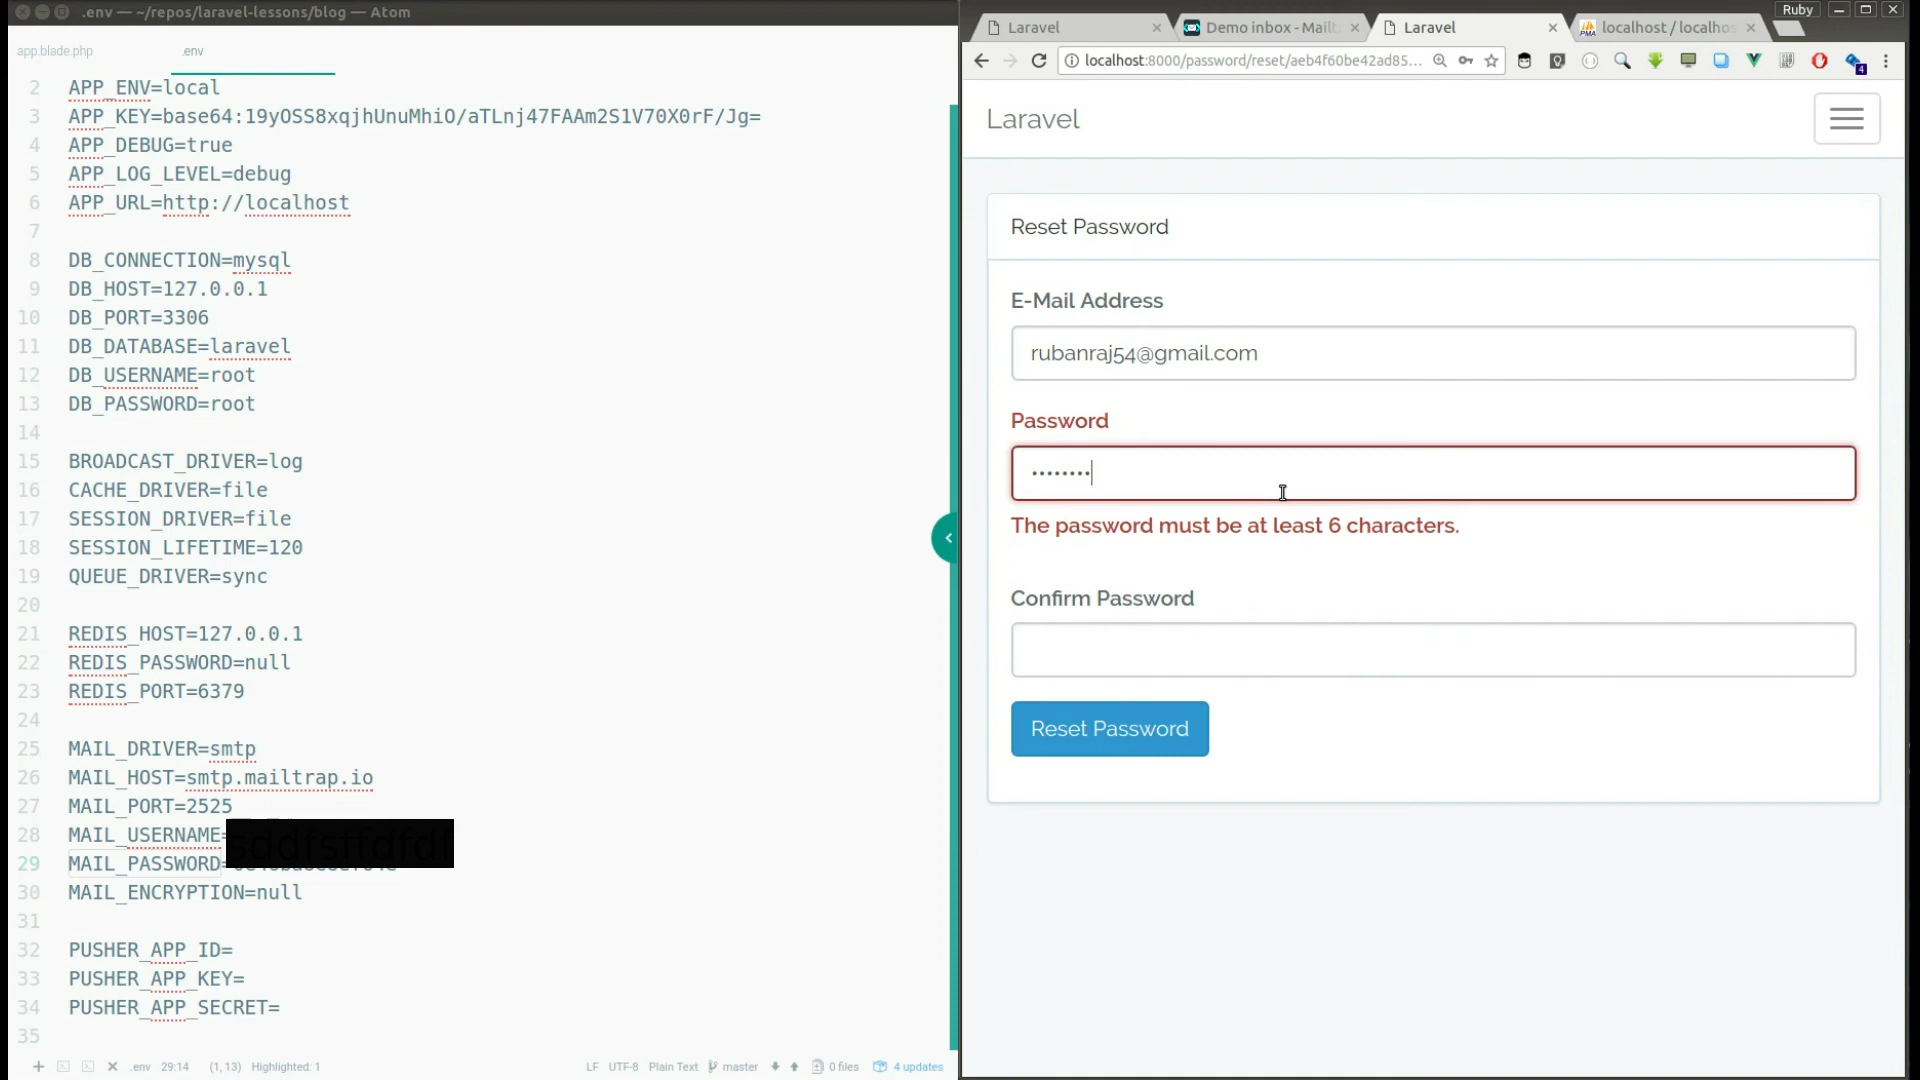 .env — ~/repos/laravel-lessons/blog — Atom
app.blade.php
.env
2 APP_ENV=local
3 APP_KEY=base64:19yOSS8xqjhUnuMhiO/aTLnj47FAAm2S1V70X0rF/Jg=
4 APP_DEBUG=true
5 APP_LOG_LEVEL=debug
6 APP_URL=http://localhost
7
8 DB_CONNECTION=mysql
9 DB_HOST=127.0.0.1
10 DB_PORT=3306
11 DB_DATABASE=laravel
12 DB_USERNAME=root
13 DB_PASSWORD=root
14
15 BROADCAST_DRIVER=log
16 CACHE_DRIVER=file
17 SESSION_DRIVER=file
18 SESSION_LIFETIME=120
19 QUEUE_DRIVER=sync
20
21 REDIS_HOST=127.0.0.1
22 REDIS_PASSWORD=null
23 REDIS_PORT=6379
24
25 MAIL_DRIVER=smtp
26 MAIL_HOST=smtp.mailtrap.io
27 MAIL_PORT=2525
28 MAIL_USERNAME=
29 MAIL_PASSWORD=
30 MAIL_ENCRYPTION=null
31
32 PUSHER_APP_ID=
33 PUSHER_APP_KEY=
34 PUSHER_APP_SECRET=
35
.env 29:14 (1, 13) Highlighted: 1 LF UTF-8 Plain Text master 0 files 4 updates
Ruby
Laravel
Demo inbox - Mailt
Laravel
localhost / localhos
localhost:8000/password/reset/aeb4f60be42ad85...
4
Laravel
Reset Password
E-Mail Address
rubanraj54@gmail.com
Password
••••••••
The password must be at least 6 characters.
Confirm Password
Reset Password